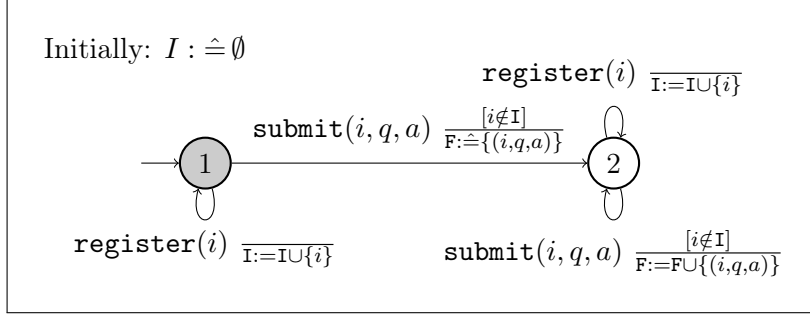 Initially: I :≙ ∅
register(i) / I:=I∪{i}
submit(i, q, a) [i∉I] / F:≙{(i,q,a)}
1
2
register(i) / I:=I∪{i}
submit(i, q, a) [i∉I] / F:=F∪{(i,q,a)}